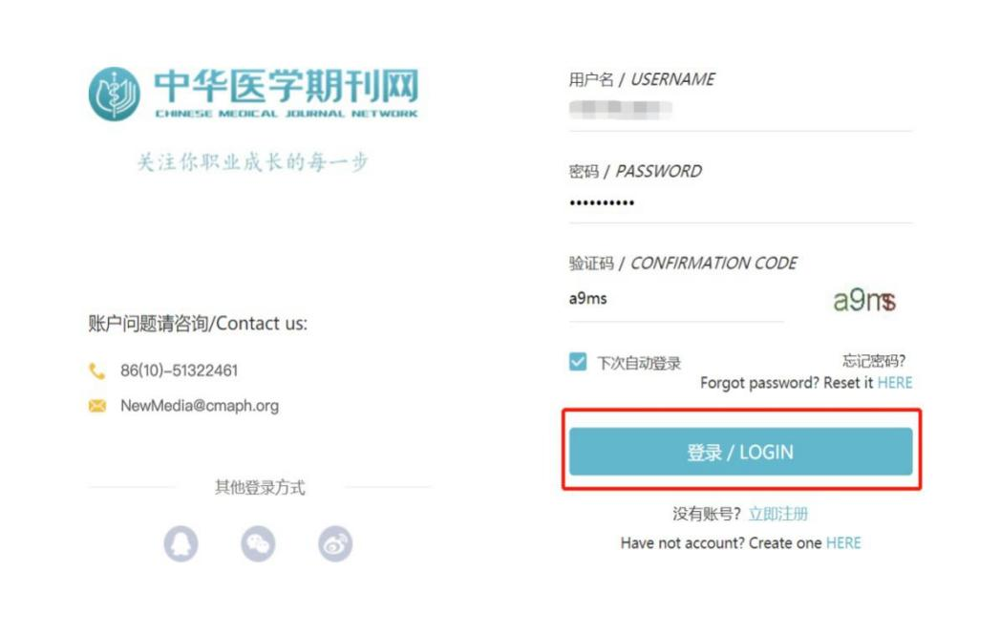 中华医学期刊网
CHINESE MEDICAL JOURNAL NETWORK
关注你职业成长的每一步
账户问题请咨询/Contact us:
86(10)-51322461
NewMedia@cmaph.org
其他登录方式
用户名 / USERNAME
密码 / PASSWORD
••••••••••
验证码 / CONFIRMATION CODE
a9ms
a9ms
下次自动登录
忘记密码?
Forgot password? Reset it HERE
登录 / LOGIN
没有账号? 立即注册
Have not account? Create one HERE